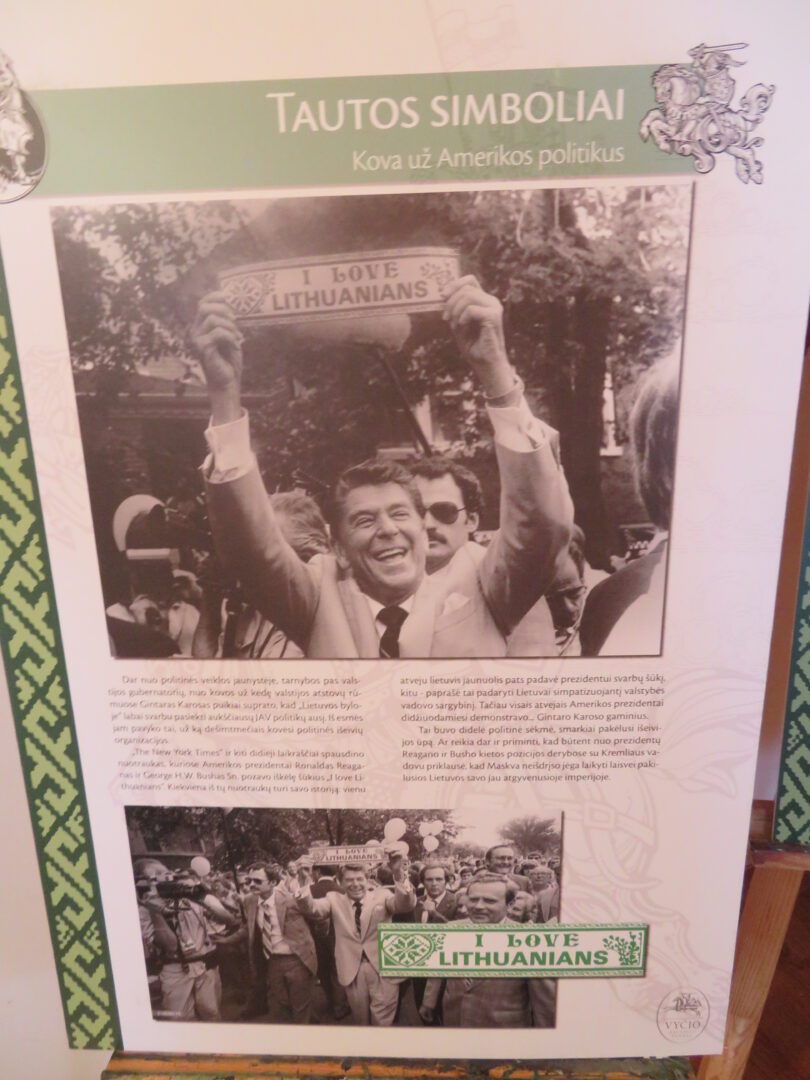 TAUTOS SIMBOLIAI
Kova už Amerikos politikus
I LOVE
LITHUANIANS
Dar nuo politinės veiklos jaunystėje, tarnybos pas vals-
tijos gubernatorių, nuo kovos už kėdę valstijos atstovų rū-
muose Gintaras Karosas puikiai suprato, kad „Lietuvos bylo-
je" labai svarbu pasiekti aukščiausų JAV politikų ausį. Iš esmės
jam pavyko tai, už ką dešimtmečiais kovėsi politinės išeivių
organizacijos.
„The New York Times" ir kiti didieji laikraščiai spausdino
nuotraukas, kuriose Amerikos prezidentai Ronaldas Reaga-
nas ir George H.W. Bushas Sn. pozavo iškėlę šūkius „I love Li-
thuanians". Kiekviena iš tų nuotraukų turi savo istoriją: vienu
atveju lietuvis jaunuolis pats padavė prezidentui svarbų šūkį,
kitu - paprašė tai padaryti Lietuvai simpatizuojantį valstybės
vadovo sargybinį. Tačiau visais atvejais Amerikos prezidentai
didžiuodamiesi demonstravo... Gintaro Karoso gaminius.
Tai buvo didelė politinė sėkmė, smarkiai pakėlusi išeivi-
jos ūpą. Ar reikia dar ir priminti, kad būtent nuo prezidentų
Reagano ir Busho kietos pozicijos derybose su Kremliaus va-
dovu priklausė, kad Maskva neišdrįso jėga laikyti laisvei paki-
lusios Lietuvos savo jau atgyvenusioje imperijoje.
I LOVE
LITHUANIANS
I LOVE
LITHUANIANS
VYČIO